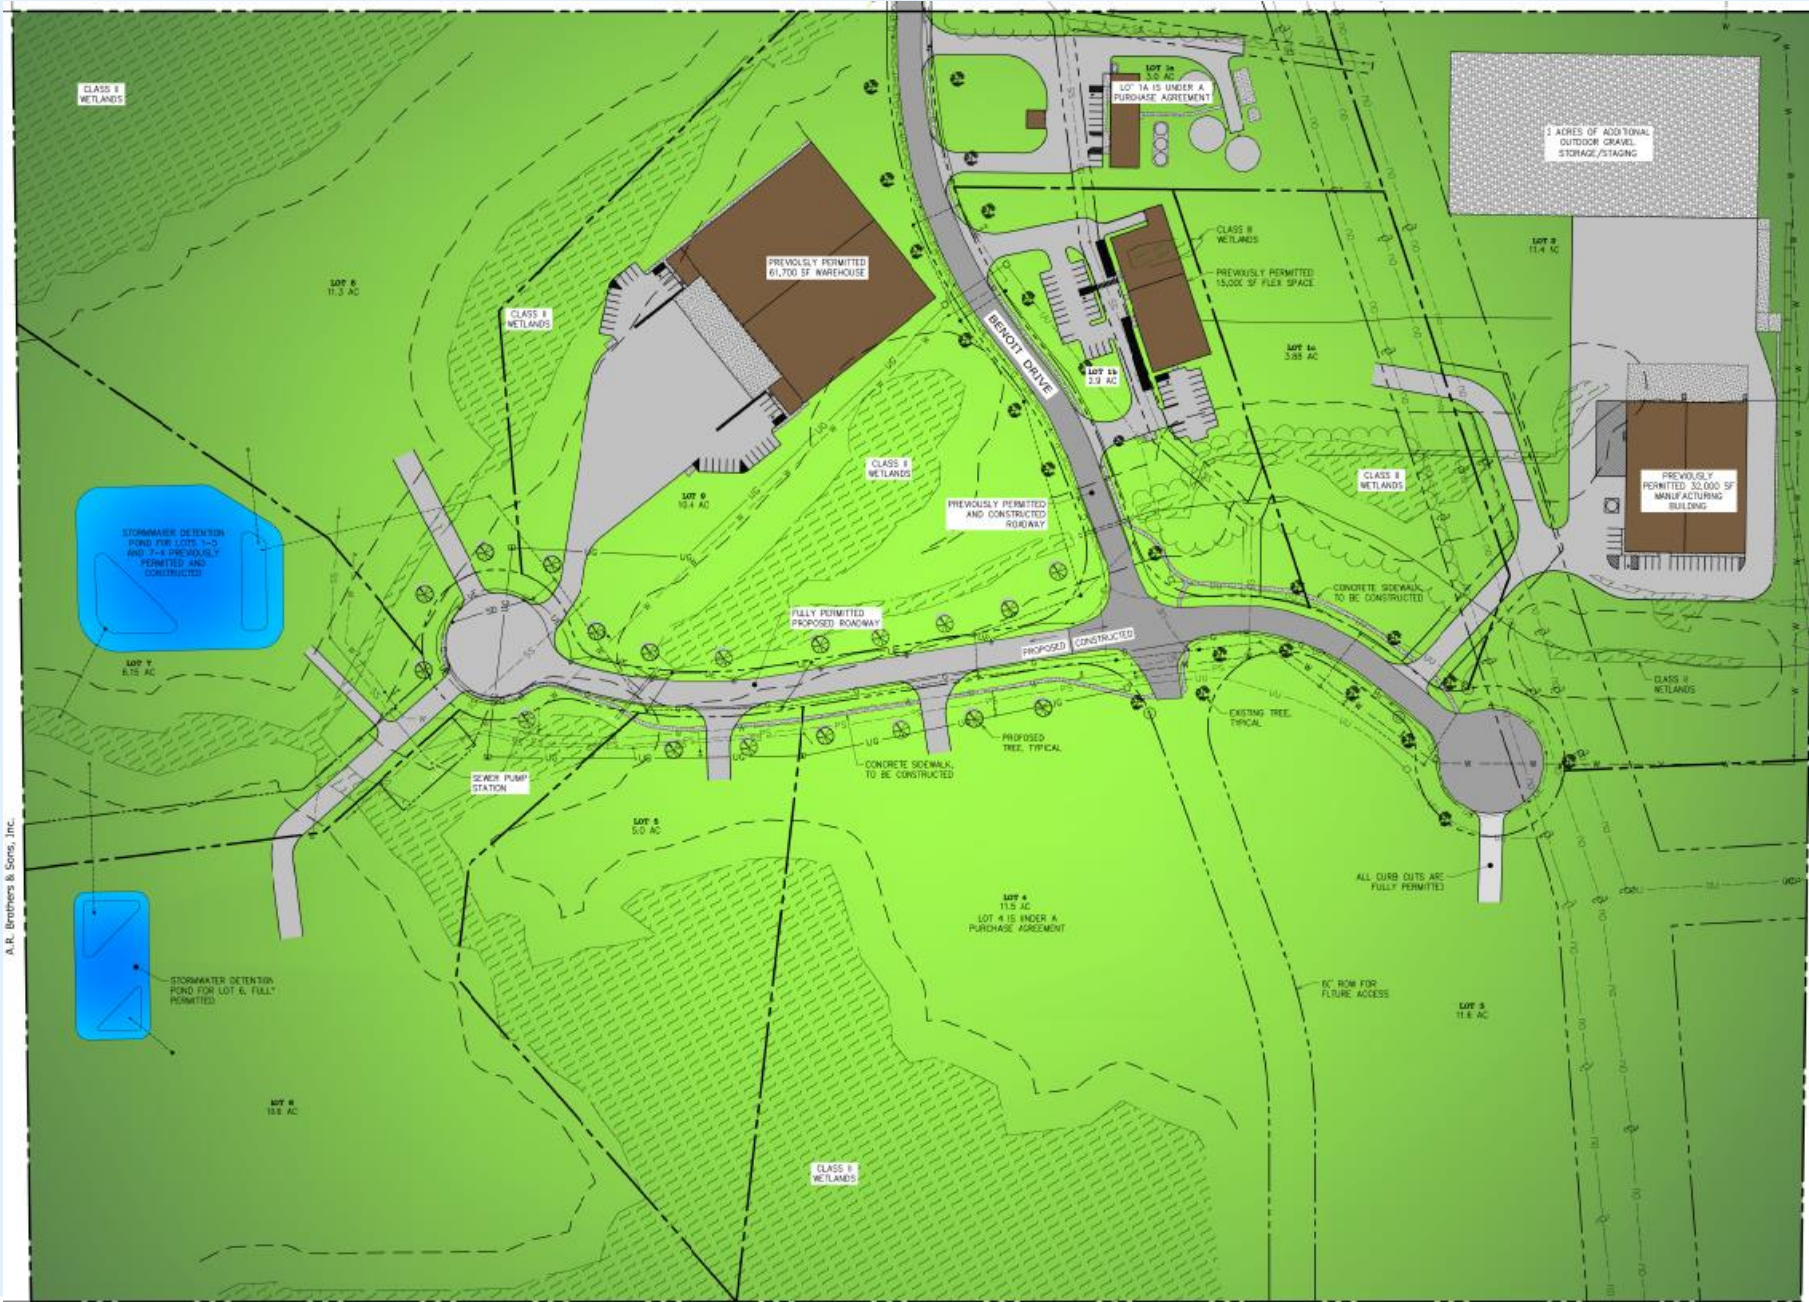 CLASS II
WETLANDS
LOT 1a
3.0 AC
LOT 1A IS UNDER A
PURCHASE AGREEMENT
2 ACRES OF ADDITIONAL
OUTDOOR GRAVEL
STORAGE/STAGING
LOT 8
11.3 AC
CLASS II
WETLANDS
PREVIOUSLY PERMITTED
61,700 SF WAREHOUSE
CLASS II
WETLANDS
PREVIOUSLY PERMITTED
15,000 SF FLEX SPACE
11.4 AC
BENOIT DRIVE
LOT 1b
2.9 AC
LOT 1c
3.88 AC
CLASS II
WETLANDS
LOT 9
10.4 AC
PREVIOUSLY PERMITTED
AND CONSTRUCTED
ROADWAY
CLASS II
WETLANDS
PREVIOUSLY
PERMITTED 32,000 SF
MANUFACTURING
BUILDING
STORMWATER DETENTION
POND FOR LOTS 1-5
AND 7-9 PREVIOUSLY
PERMITTED AND
CONSTRUCTED
LOT 7
6.15 AC
FULLY PERMITTED
PROPOSED ROADWAY
PROPOSED
CONSTRUCTED
CONCRETE SIDEWALK,
TO BE CONSTRUCTED
CLASS II
WETLANDS
EXISTING TREE,
TYPICAL
PROPOSED
TREE, TYPICAL
CONCRETE SIDEWALK,
TO BE CONSTRUCTED
SEWER PUMP
STATION
LOT 5
5.0 AC
ALL CURB CUTS ARE
FULLY PERMITTED
LOT 4
11.5 AC
LOT 4 IS UNDER A
PURCHASE AGREEMENT
60' ROW FOR
FUTURE ACCESS
LOT 3
11.6 AC
STORMWATER DETENTION
POND FOR LOT 6, FULLY
PERMITTED
LOT 6
CLASS II
WETLANDS
A.R. Brothers & Sons, Inc.